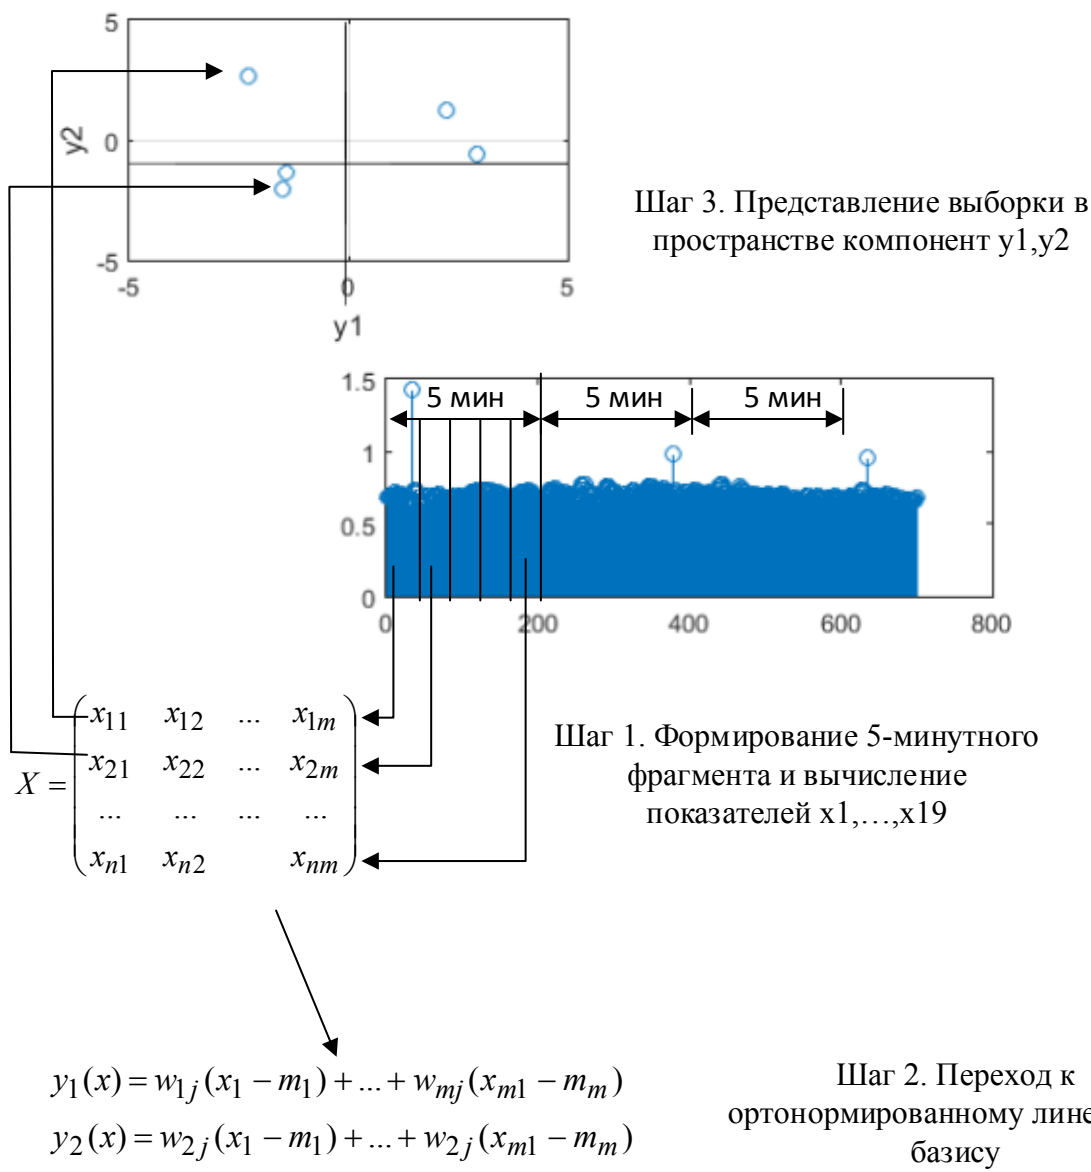 5
0
-5
y2
-5
0
5
y1
Шаг 3. Представление выборки в
пространстве компонент y1,y2
1.5
1
0.5
0
5 мин
5 мин
5 мин
0
200
400
600
800
X =
x11 x12 ... x1m
x21 x22 ... x2m
... ... ... ...
xn1 xn2 xnm
Шаг 1. Формирование 5-минутного
фрагмента и вычисление
показателей x1,…,x19
y1(x) = w1j(x1 − m1) + ... + wmj(xm1 − mm)
y2(x) = w2j(x1 − m1) + ... + w2j(xm1 − mm)
Шаг 2. Переход к
ортонормированному лине
базису